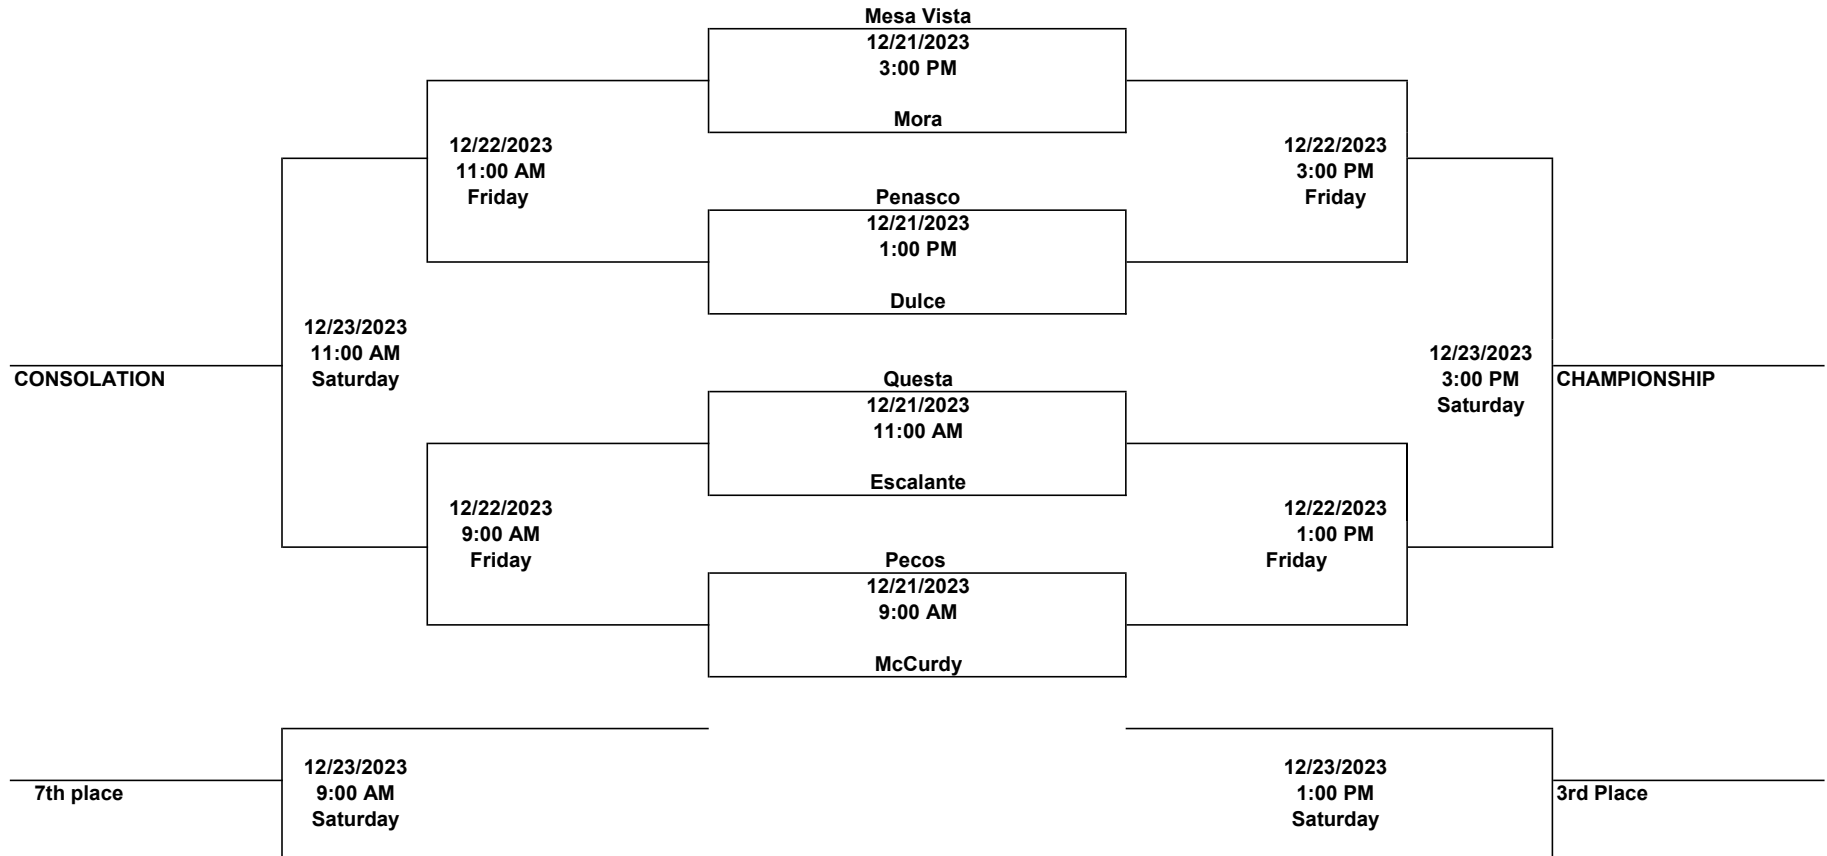 Mesa Vista
12/21/2023
3:00 PM
Mora
12/22/2023
11:00 AM
Friday
12/22/2023
3:00 PM
Friday
Penasco
12/21/2023
1:00 PM
Dulce
12/23/2023
11:00 AM
Saturday
CONSOLATION
12/23/2023
3:00 PM
Saturday
CHAMPIONSHIP
Questa
12/21/2023
11:00 AM
Escalante
12/22/2023
9:00 AM
Friday
12/22/2023
1:00 PM
Friday
Pecos
12/21/2023
9:00 AM
McCurdy
12/23/2023
9:00 AM
Saturday
7th place
12/23/2023
1:00 PM
Saturday
3rd Place